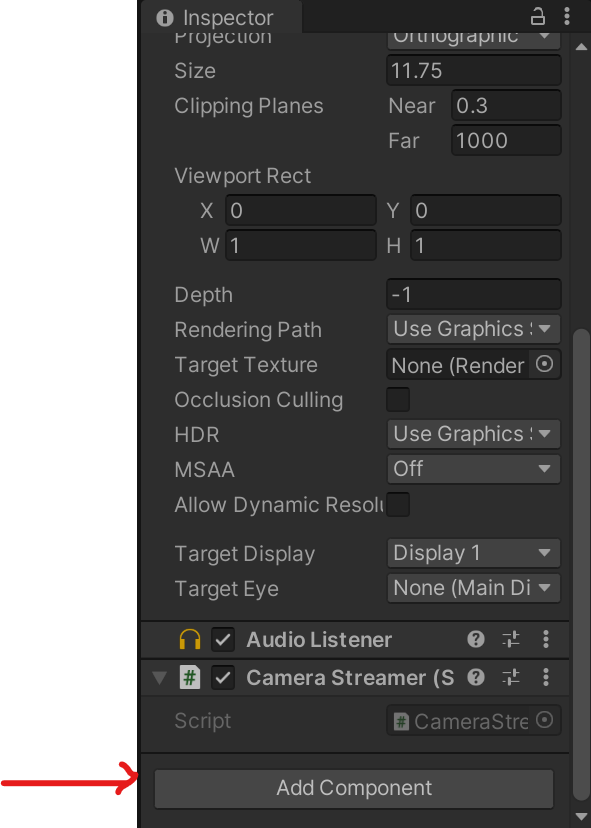 Inspector
Projection Orthographic
Size 11.75
Clipping Planes Near 0.3
Far 1000
Viewport Rect
X 0 Y 0
W 1 H 1
Depth -1
Rendering Path Use Graphics S
Target Texture None (Render
Occlusion Culling
HDR Use Graphics S
MSAA Off
Allow Dynamic Resolu
Target Display Display 1
Target Eye None (Main Di
Audio Listener
# Camera Streamer (S
Script # CameraStre
Add Component